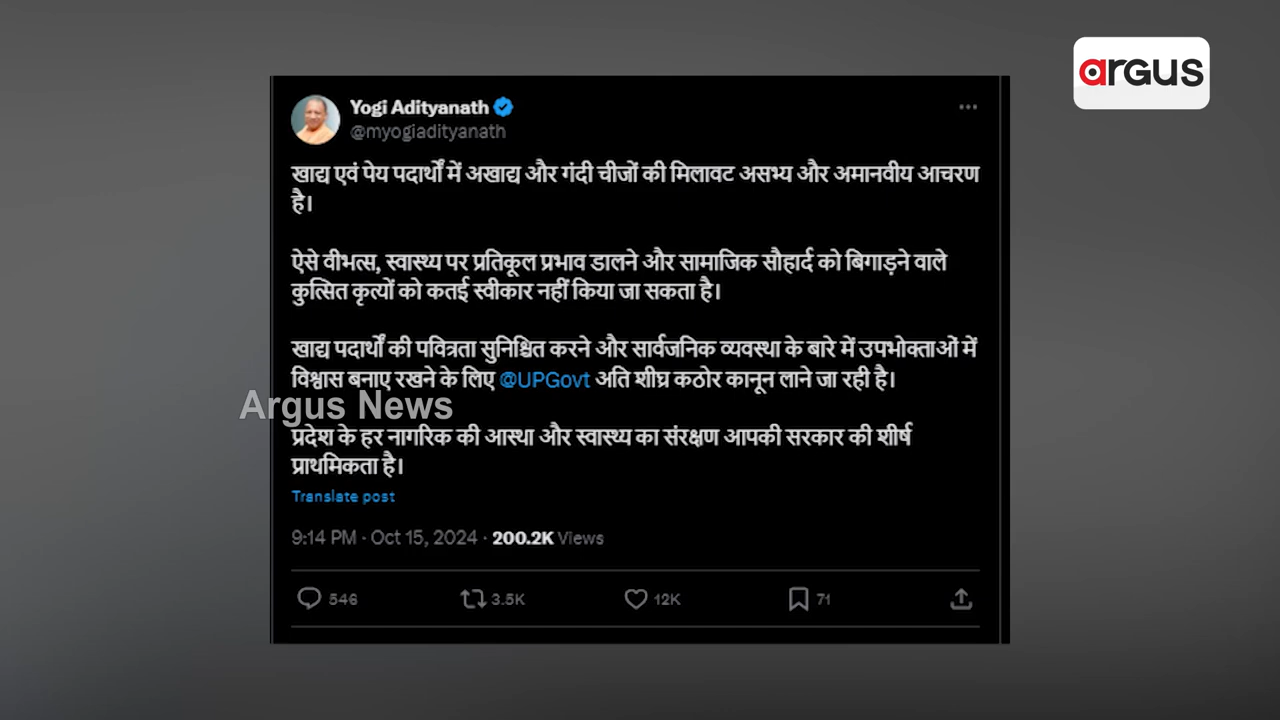 argus
Yogi Adityanath
@myogiadityanath
खाद्य एवं पेय पदार्थों में अखाद्य और गंदी चीजों की मिलावट असभ्य और अमानवीय आचरण
है।
ऐसे वीभत्स, स्वास्थ्य पर प्रतिकूल प्रभाव डालने और सामाजिक सौहार्द को बिगाड़ने वाले
कुत्सित कृत्यों को कतई स्वीकार नहीं किया जा सकता है।
खाद्य पदार्थों की पवित्रता सुनिश्चित करने और सार्वजनिक व्यवस्था के बारे में उपभोक्ताओं में
विश्वास बनाए रखने के लिए @UPGovt अति शीघ्र कठोर कानून लाने जा रही है।
Argus News
प्रदेश के हर नागरिक की आस्था और स्वास्थ्य का संरक्षण आपकी सरकार की शीर्ष
प्राथमिकता है।
Translate post
9:14 PM · Oct 15, 2024 · 200.2K Views
546 3.5K 12K 71